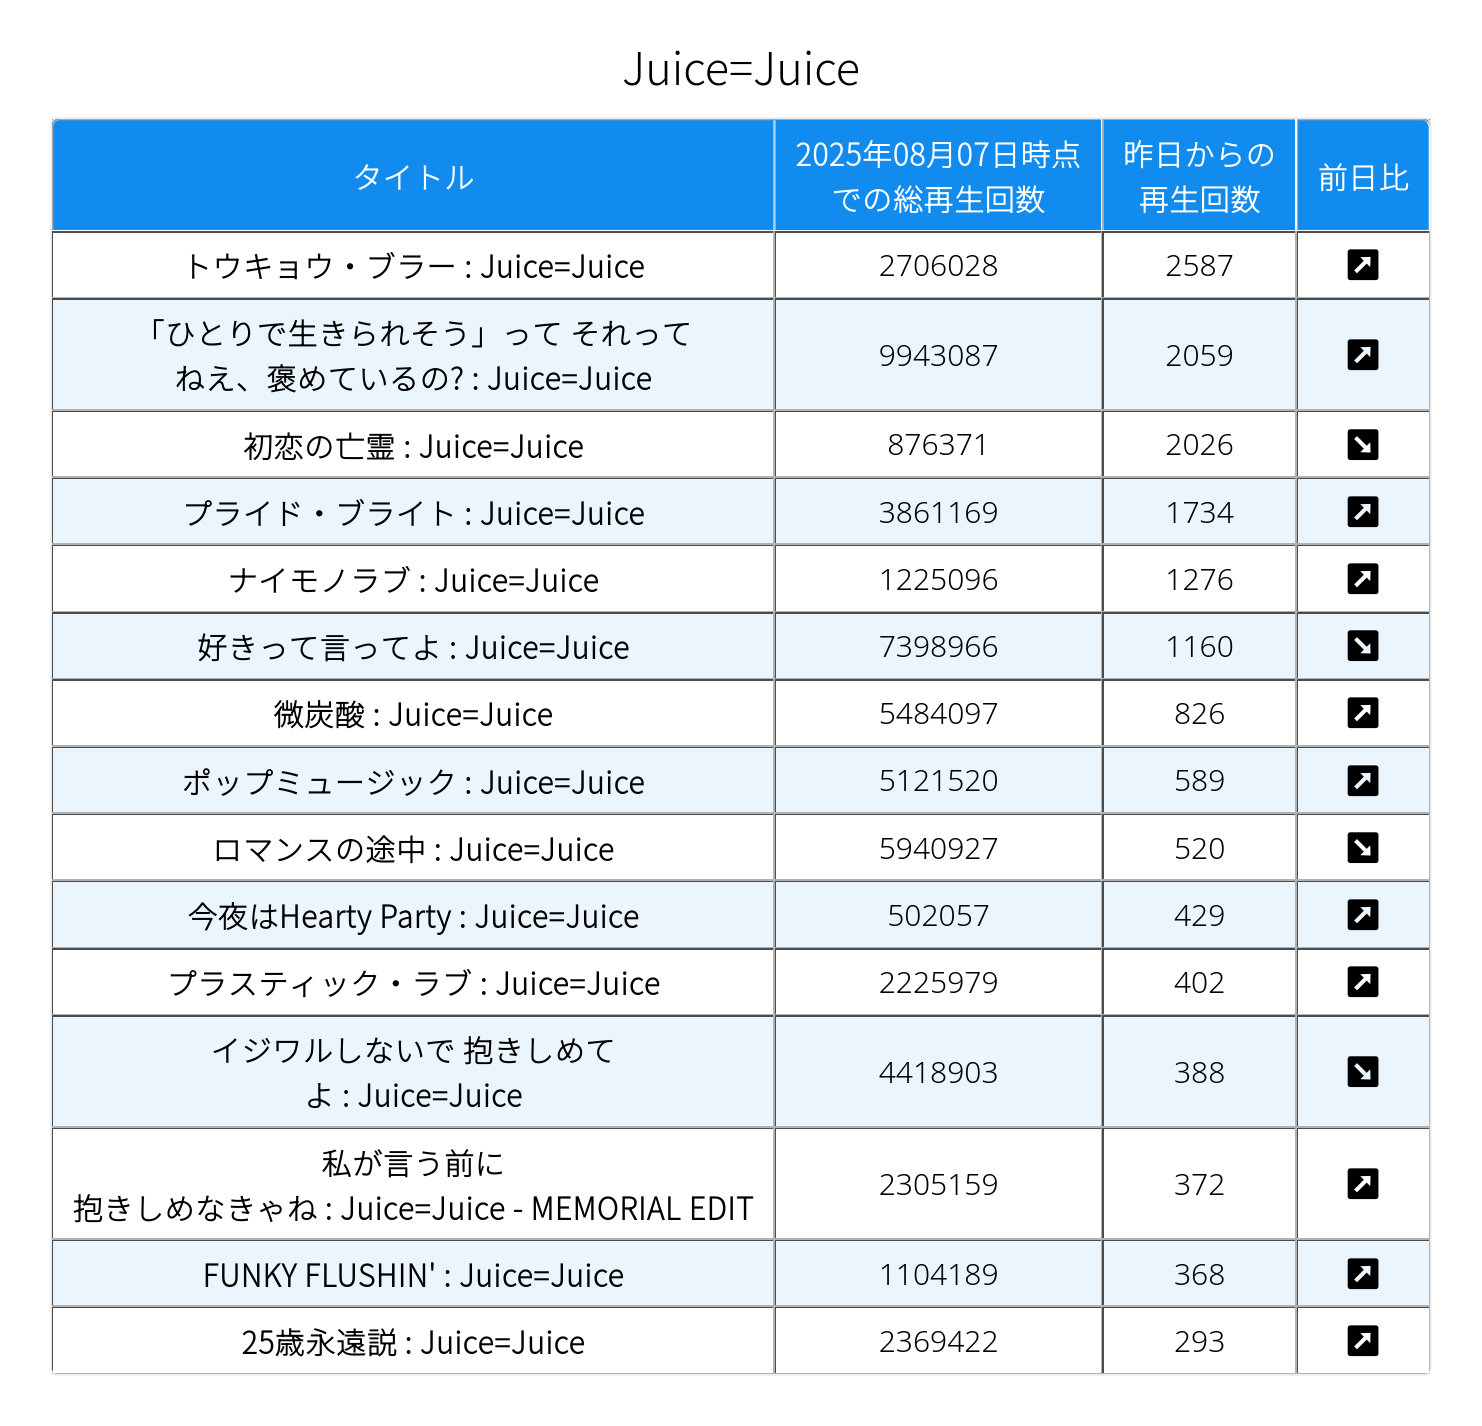 Juice=Juice
タイトル
2025年08月07日時点
での総再生回数
昨日からの
再生回数
前日比
トウキョウ・ブラー : Juice=Juice 2706028 2587
「ひとりで生きられそう」って それって
ねえ、褒めているの? : Juice=Juice 9943087 2059
初恋の亡霊 : Juice=Juice 876371 2026
プライド・ブライト : Juice=Juice 3861169 1734
ナイモノラブ : Juice=Juice 1225096 1276
好きって言ってよ : Juice=Juice 7398966 1160
微炭酸 : Juice=Juice 5484097 826
ポップミュージック : Juice=Juice 5121520 589
ロマンスの途中 : Juice=Juice 5940927 520
今夜はHearty Party : Juice=Juice 502057 429
プラスティック・ラブ : Juice=Juice 2225979 402
イジワルしないで 抱きしめて
よ : Juice=Juice 4418903 388
私が言う前に
抱きしめなきゃね : Juice=Juice - MEMORIAL EDIT 2305159 372
FUNKY FLUSHIN' : Juice=Juice 1104189 368
25歳永遠説 : Juice=Juice 2369422 293